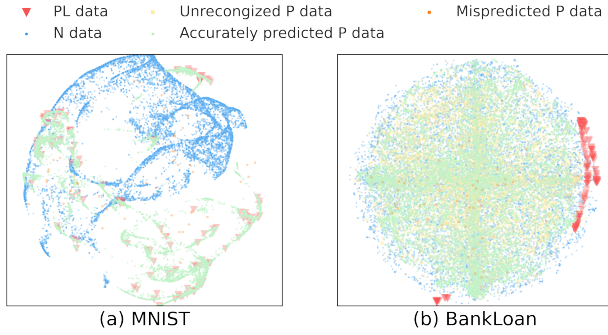 PL data Unrecongized P data Mispredicted P data
N data Accurately predicted P data
(a) MNIST (b) BankLoan